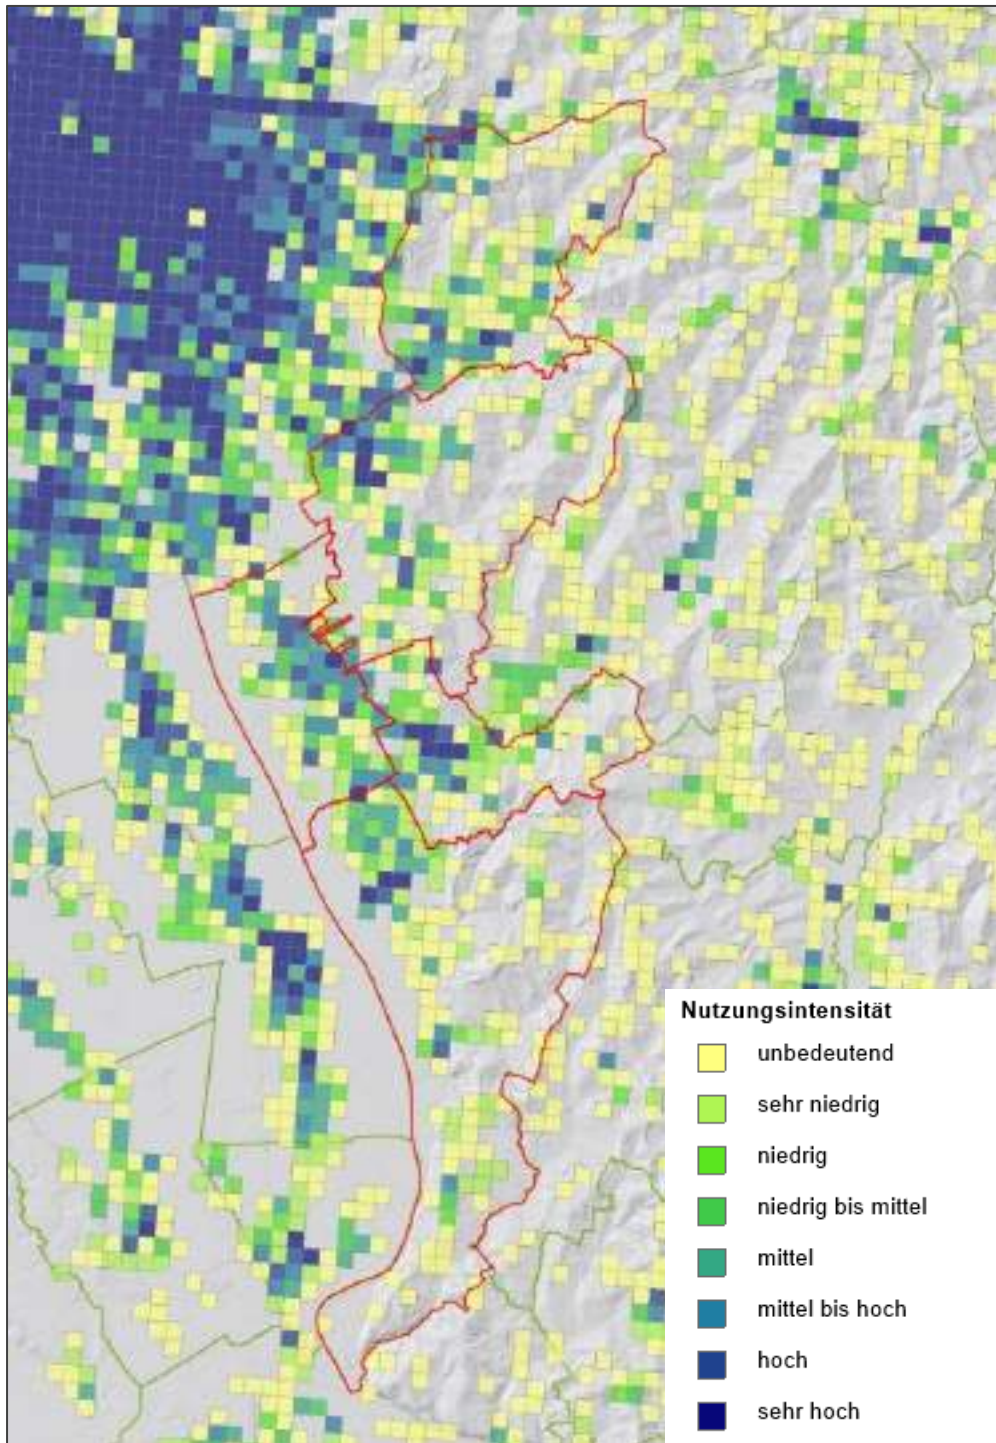 Nutzungsintensität
unbedeutend
sehr niedrig
niedrig
niedrig bis mittel
mittel
mittel bis hoch
hoch
sehr hoch